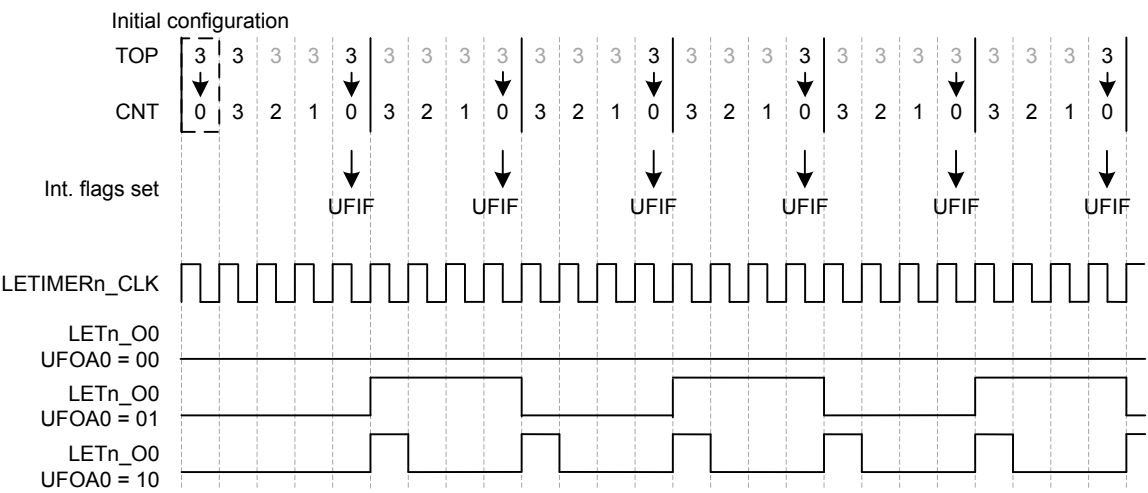 Initial configuration
TOP 3 3 3 3 3 3 3 3 3 3 3 3 3 3 3 3 3 3 3 3 3 3 3 3 3
CNT 0 3 2 1 0 3 2 1 0 3 2 1 0 3 2 1 0 3 2 1 0 3 2 1 0
Int. flags set
UFIF UFIF UFIF UFIF UFIF UFIF
LETIMERn_CLK
LETn_O0
UFOA0 = 00
LETn_O0
UFOA0 = 01
LETn_O0
UFOA0 = 10